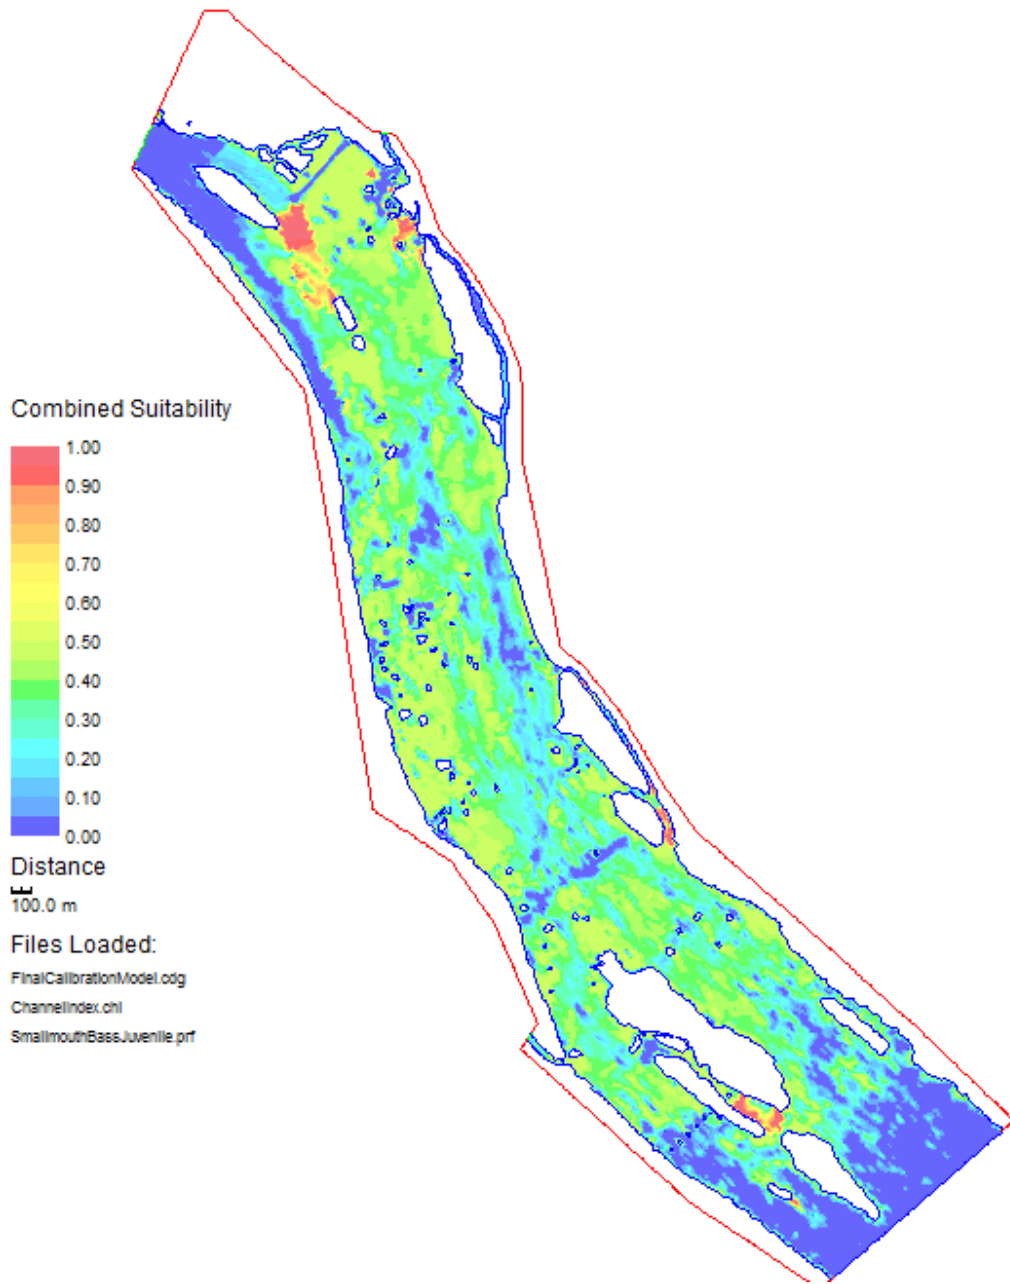 Combined Suitability
1.00
0.90
0.80
0.70
0.60
0.50
0.40
0.30
0.20
0.10
0.00
Distance
100.0 m
Files Loaded:
FinalCalibrationModel.cdg
ChannelIndex.chi
SmallmouthBassJuvenile.prf